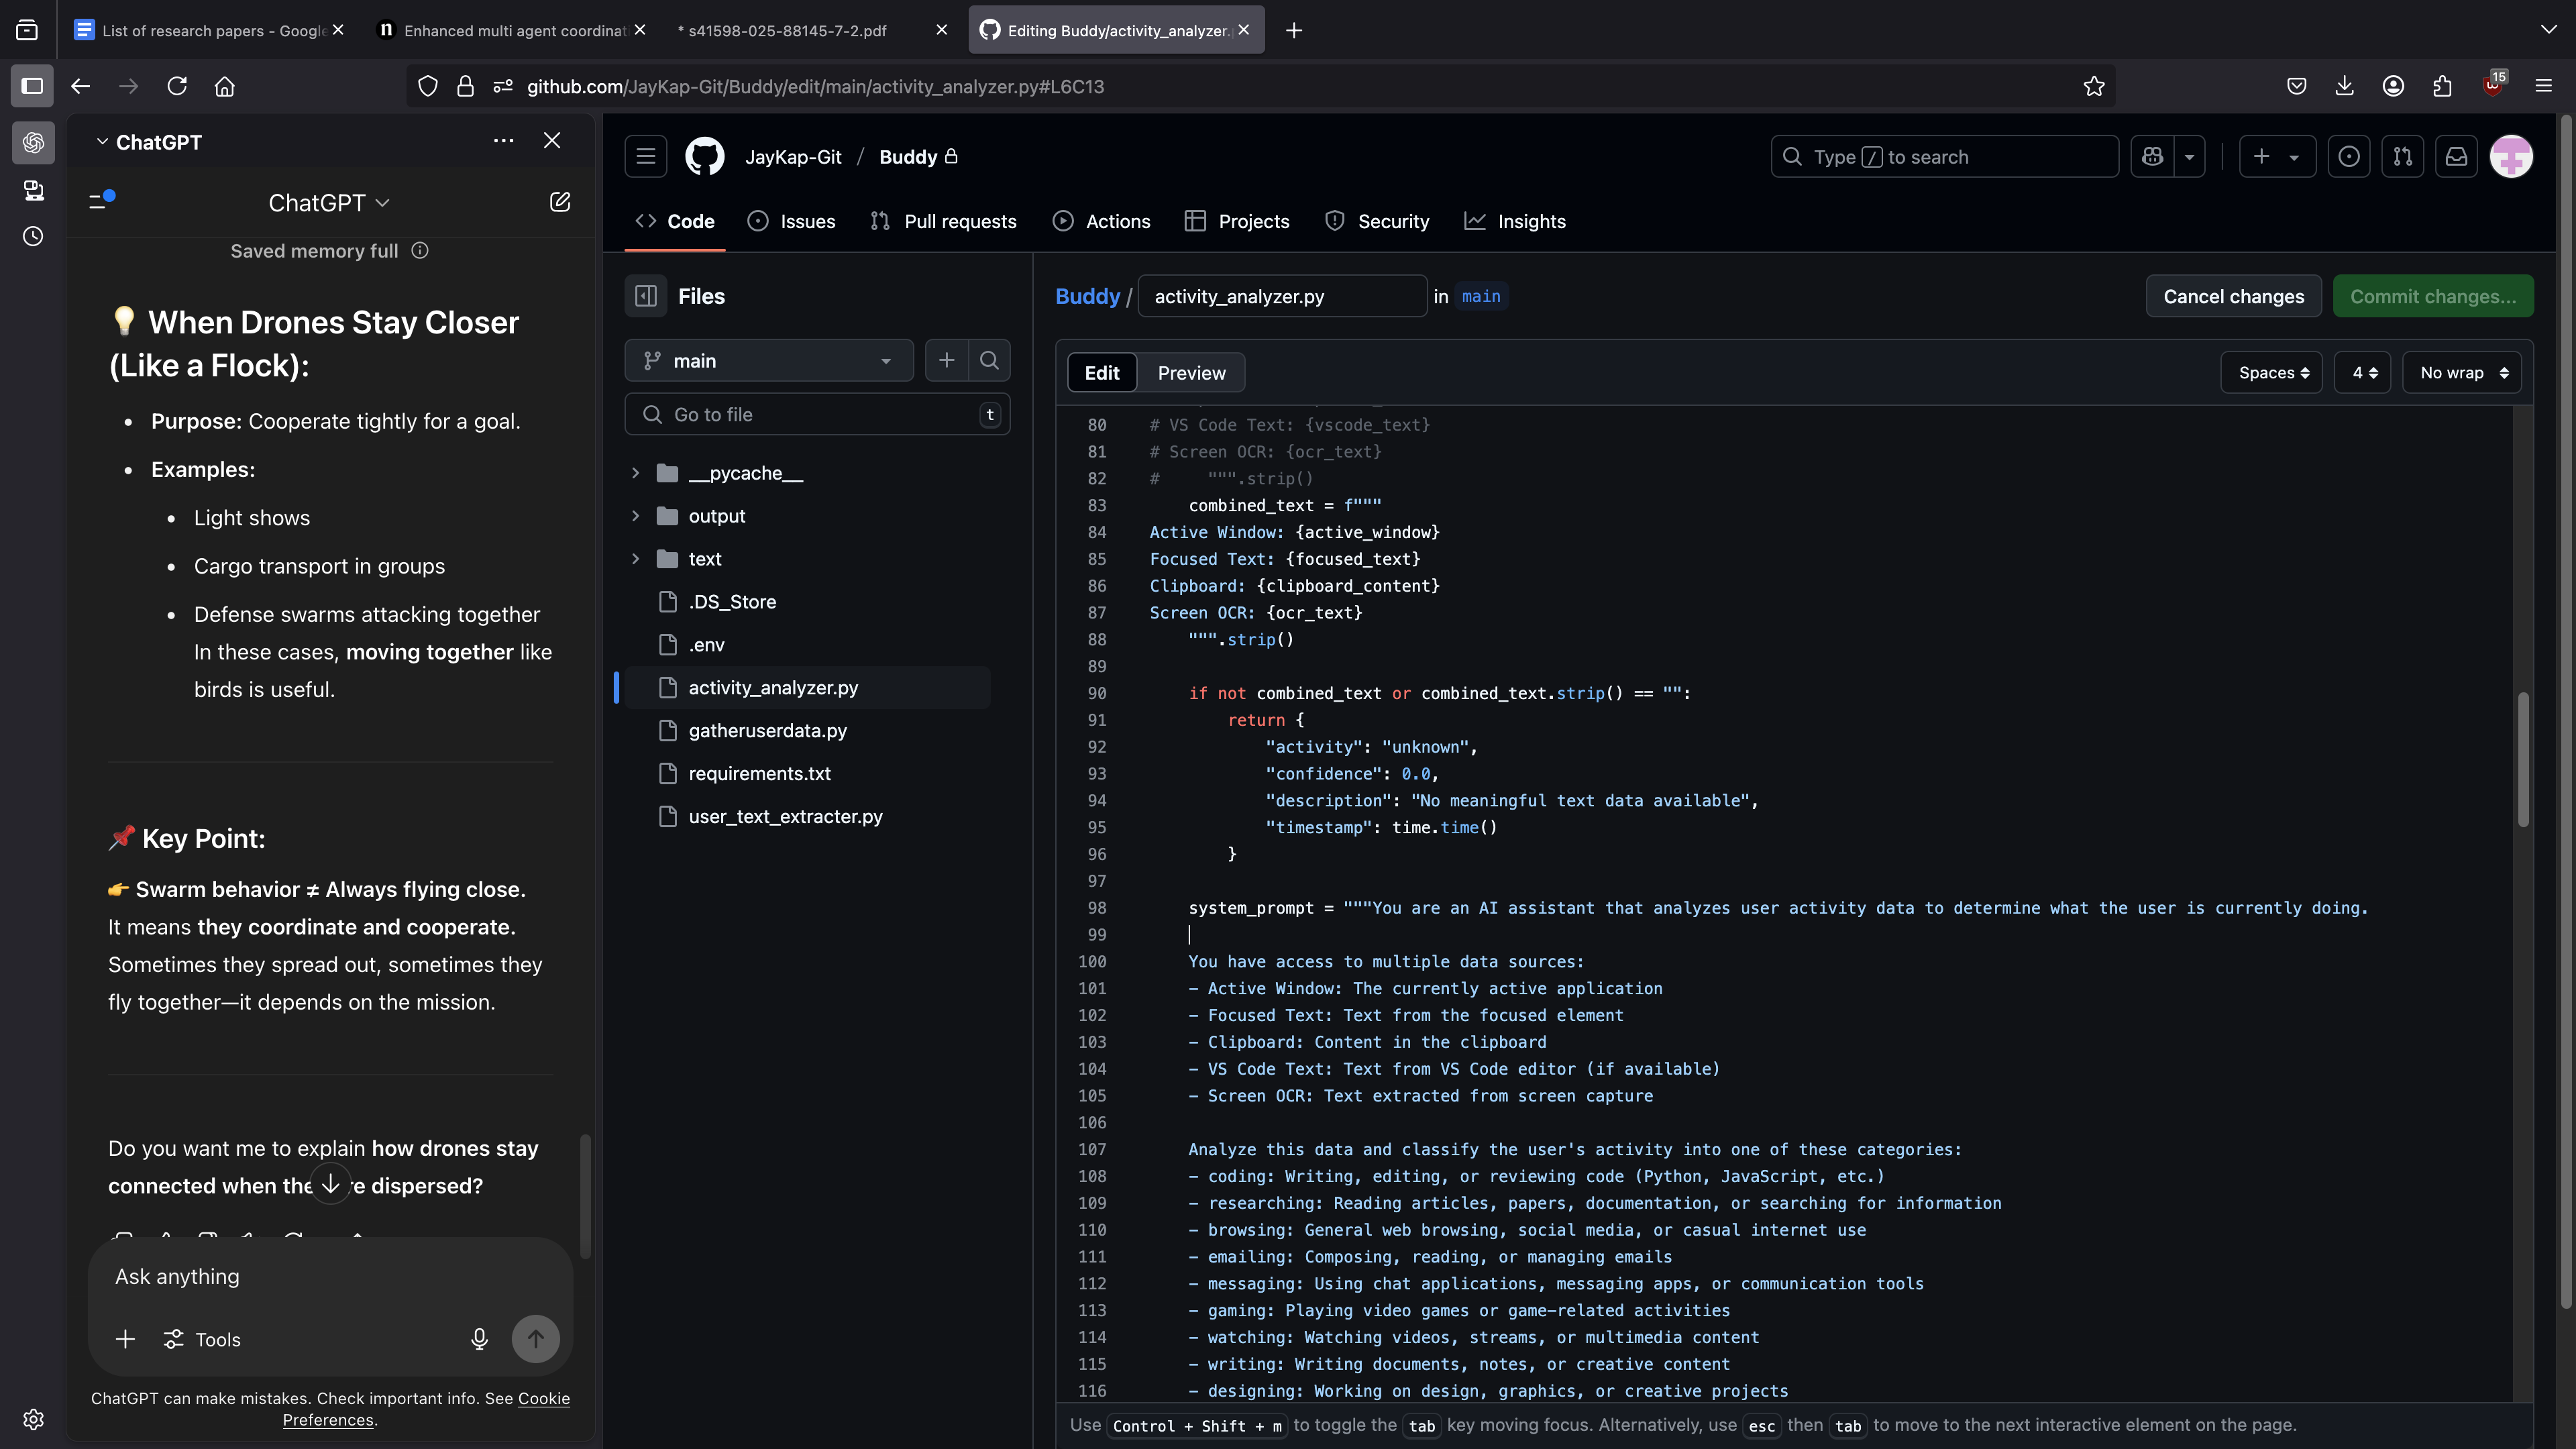 List of research papers - Google
Enhanced multi agent coordinat
* s41598-025-88145-7-2.pdf
Editing Buddy/activity_analyzer.
github.com/JayKap-Git/Buddy/edit/main/activity_analyzer.py#L6C13
15
ChatGPT
ChatGPT
Saved memory full
💡 When Drones Stay Closer
(Like a Flock):
• Purpose: Cooperate tightly for a goal.
• Examples:
• Light shows
• Cargo transport in groups
• Defense swarms attacking together
In these cases, moving together like
birds is useful.
📌 Key Point:
👉 Swarm behavior ≠ Always flying close.
It means they coordinate and cooperate.
Sometimes they spread out, sometimes they
fly together—it depends on the mission.
Do you want me to explain how drones stay
connected when the re dispersed?
Ask anything
Tools
ChatGPT can make mistakes. Check important info. See Cookie
Preferences.
JayKap-Git / Buddy
Type / to search
Code
Issues
Pull requests
Actions
Projects
Security
Insights
Files
main
Go to file
t
__pycache__
output
text
.DS_Store
.env
activity_analyzer.py
gatheruserdata.py
requirements.txt
user_text_extracter.py
Buddy / activity_analyzer.py in main
Cancel changes
Commit changes...
Edit
Preview
Spaces
4
No wrap
80 # VS Code Text: {vscode_text}
81 # Screen OCR: {ocr_text}
82 #     """.strip()
83     combined_text = f"""
84 Active Window: {active_window}
85 Focused Text: {focused_text}
86 Clipboard: {clipboard_content}
87 Screen OCR: {ocr_text}
88     """.strip()
89
90     if not combined_text or combined_text.strip() == "":
91         return {
92             "activity": "unknown",
93             "confidence": 0.0,
94             "description": "No meaningful text data available",
95             "timestamp": time.time()
96         }
97
98     system_prompt = """You are an AI assistant that analyzes user activity data to determine what the user is currently doing.
99
100     You have access to multiple data sources:
101     - Active Window: The currently active application
102     - Focused Text: Text from the focused element
103     - Clipboard: Content in the clipboard
104     - VS Code Text: Text from VS Code editor (if available)
105     - Screen OCR: Text extracted from screen capture
106
107     Analyze this data and classify the user's activity into one of these categories:
108     - coding: Writing, editing, or reviewing code (Python, JavaScript, etc.)
109     - researching: Reading articles, papers, documentation, or searching for information
110     - browsing: General web browsing, social media, or casual internet use
111     - emailing: Composing, reading, or managing emails
112     - messaging: Using chat applications, messaging apps, or communication tools
113     - gaming: Playing video games or game-related activities
114     - watching: Watching videos, streams, or multimedia content
115     - writing: Writing documents, notes, or creative content
116     - designing: Working on design, graphics, or creative projects
Use Control + Shift + m to toggle the tab key moving focus. Alternatively, use esc then tab to move to the next interactive element on the page.